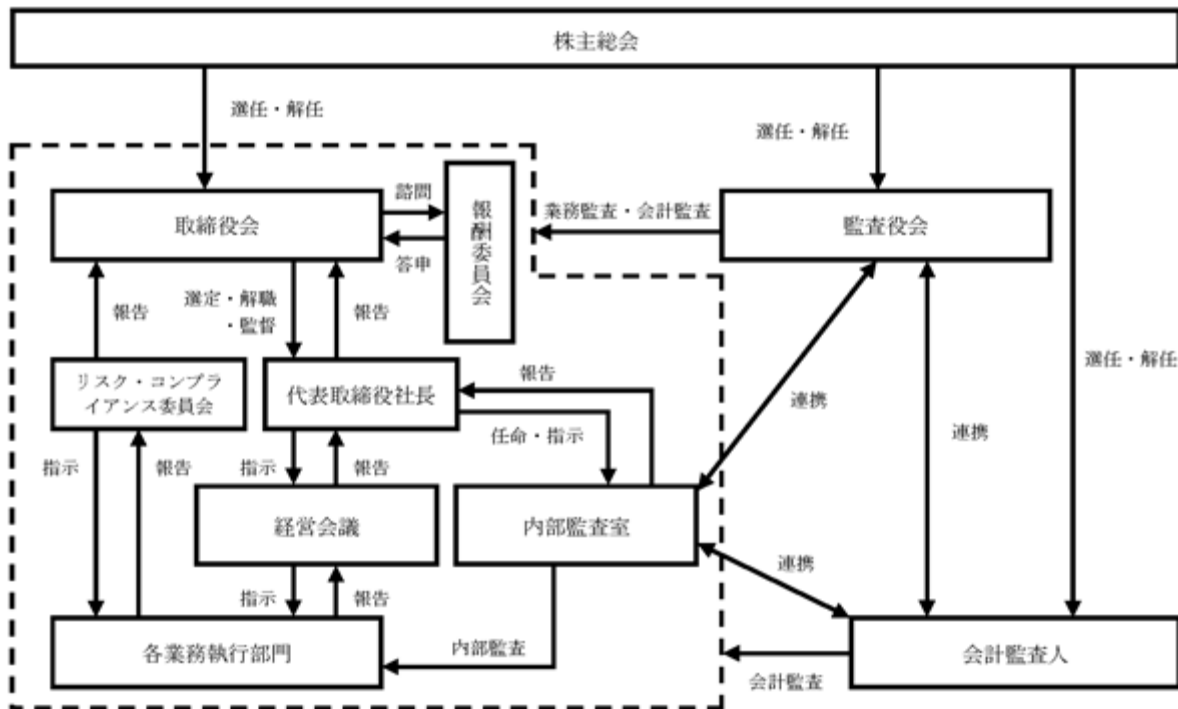 株主総会
選任・解任
選任・解任
諮問
報酬委員会
業務監査・会計監査
取締役会
監査役会
答申
選定・解職
・監督
報告
報告
選任・解任
リスク・コンプラ
イアンス委員会
代表取締役社長
報告
連携
任命・指示
連携
指示
報告
指示
報告
経営会議
内部監査室
連携
指示
報告
各業務執行部門
内部監査
会計監査人
会計監査